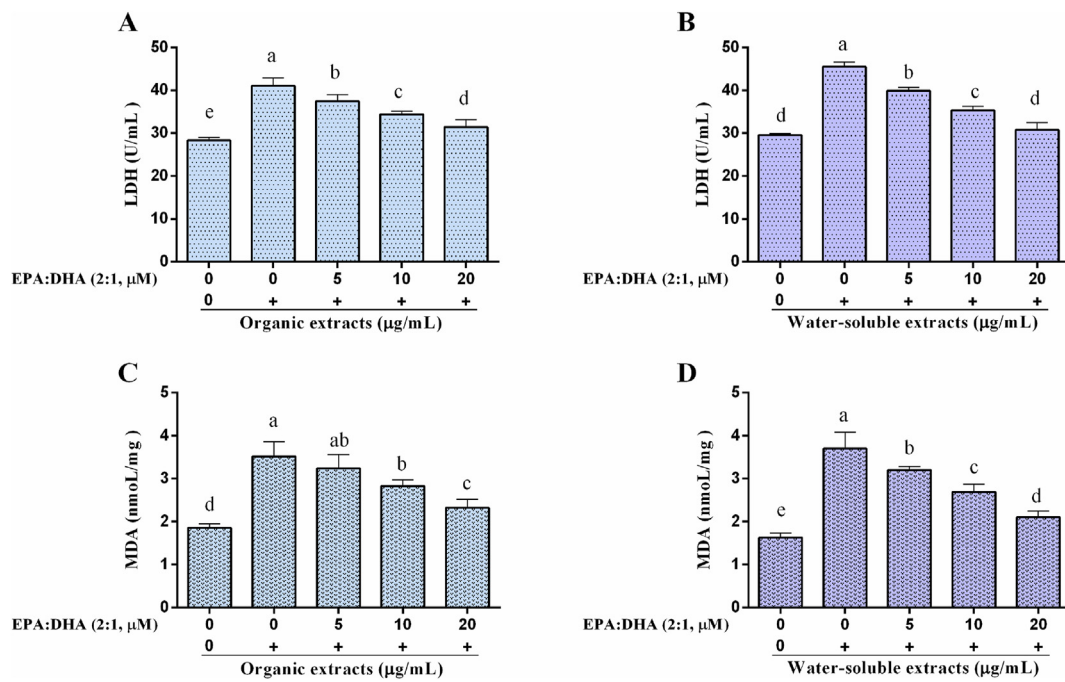 A
50
40
30
20
10
0
LDH (U/mL)
e
a
b
c
d
EPA:DHA (2:1, μM) 0 0 5 10 20
0 + + + +
Organic extracts (μg/mL)
B
50
40
30
20
10
0
LDH (U/mL)
d
a
b
c
d
EPA:DHA (2:1, μM) 0 0 5 10 20
0 + + + +
Water-soluble extracts (μg/mL)
C
5
4
3
2
1
0
MDA (nmoL/mg)
d
a
ab
b
c
EPA:DHA (2:1, μM) 0 0 5 10 20
0 + + + +
Organic extracts (μg/mL)
D
5
4
3
2
1
0
MDA (nmoL/mg)
e
a
b
c
d
EPA:DHA (2:1, μM) 0 0 5 10 20
0 + + + +
Water-soluble extracts (μg/mL)